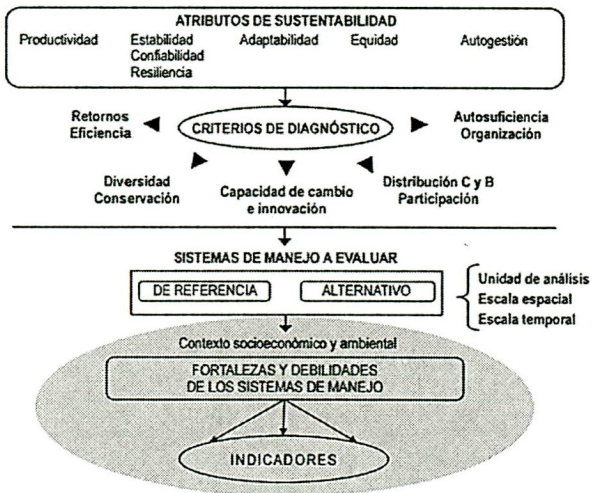 ATRIBUTOS DE SUSTENTABILIDAD
Productividad Estabilidad Adaptabilidad Equidad Autogestión
Confiabilidad
Resiliencia
Retornos
Eficiencia
CRITERIOS DE DIAGNÓSTICO
Autosuficiencia
Organización
Diversidad
Conservación
Capacidad de cambio
e innovación
Distribución C y B
Participación
SISTEMAS DE MANEJO A EVALUAR
DE REFERENCIA ALTERNATIVO
Unidad de análisis
Escala espacial
Escala temporal
Contexto socioeconómico y ambiental
FORTALEZAS Y DEBILIDADES
DE LOS SISTEMAS DE MANEJO
INDICADORES